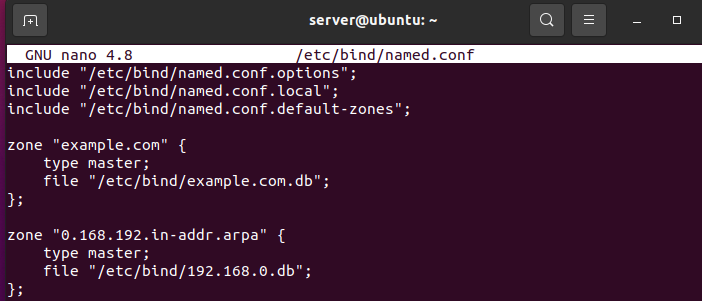 server@ubuntu: ~
GNU nano 4.8 /etc/bind/named.conf
include "/etc/bind/named.conf.options";
include "/etc/bind/named.conf.local";
include "/etc/bind/named.conf.default-zones";

zone "example.com" {
    type master;
    file "/etc/bind/example.com.db";
};

zone "0.168.192.in-addr.arpa" {
    type master;
    file "/etc/bind/192.168.0.db";
};